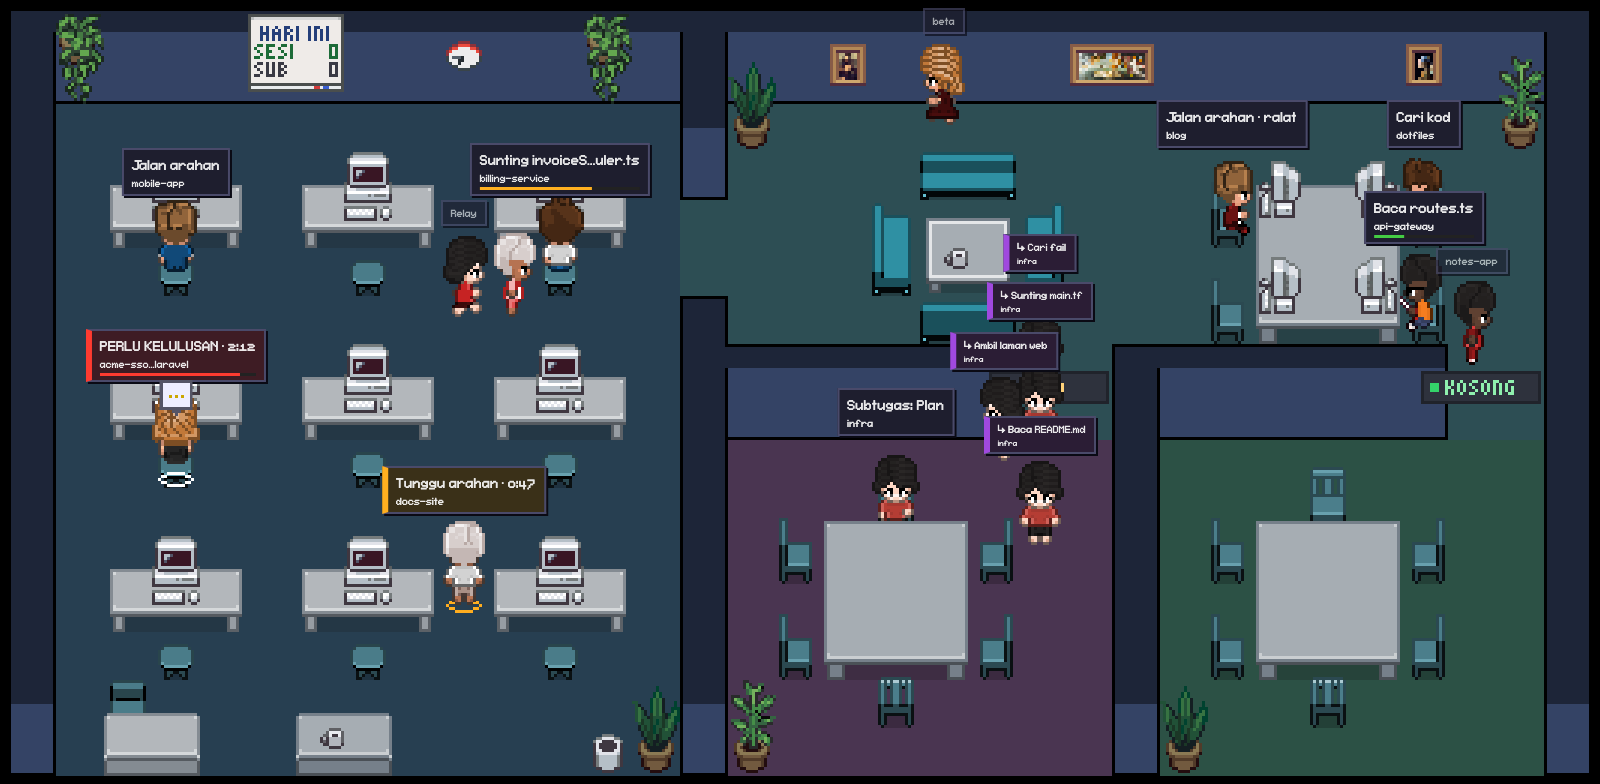 HARI INI
SESI 0
SUB 0
beta
Jalan arahan
mobile-app
Sunting invoiceS...uler.ts
billing-service
Relay
Jalan arahan · ralat
blog
Cari kod
dotfiles
Baca routes.ts
api-gateway
notes-app
↳ Cari fail
infra
↳ Sunting main.tf
infra
↳ Ambil laman web
infra
PERLU KELULUSAN · 2:12
acme-sso...laravel
...
Subtugas: Plan
infra
↳ Baca README.md
infra
KOSONG
Tunggu arahan · 0:47
docs-site